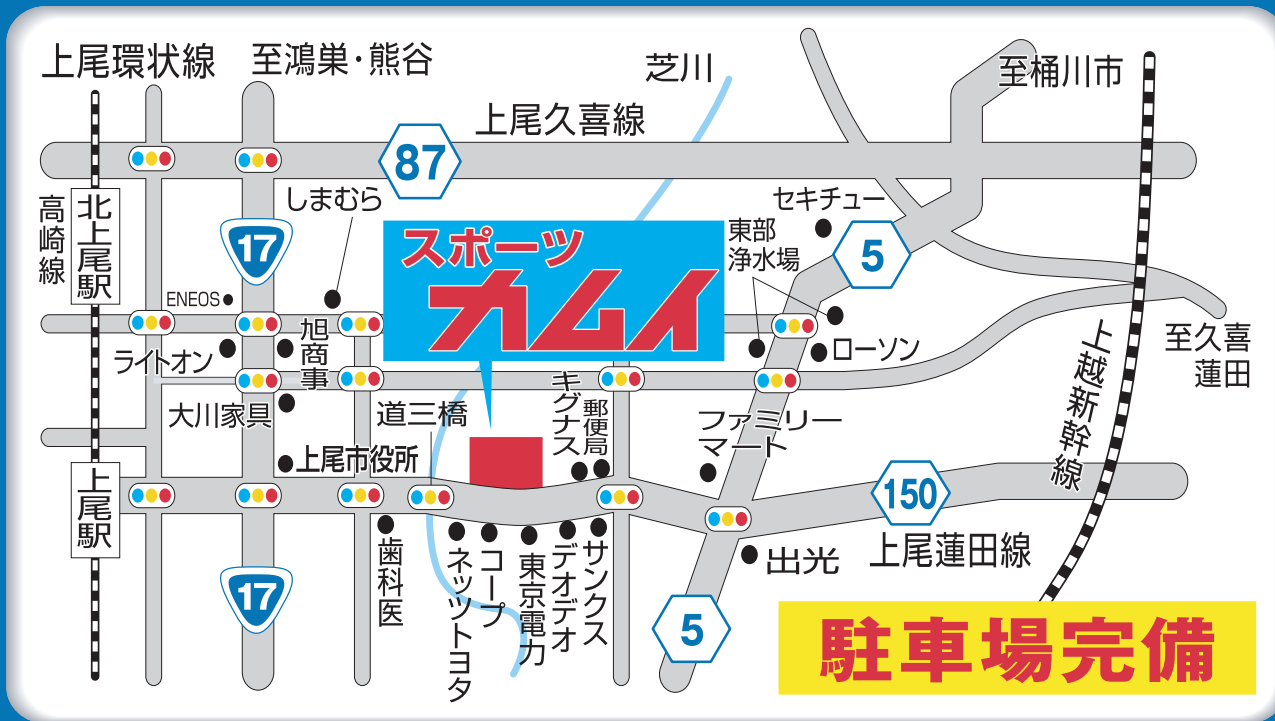 上尾環状線
至鴻巣・熊谷
芝川
至桶川市
上尾久喜線
87
高崎線
北上尾駅
しまむら
17
スポーツ
オムイ
セキチュー
東部
浄水場
5
ENEOS
旭商事
ライトオン
ローソン
上越新幹線
至久喜
蓮田
大川家具
道三橋
キグナス
郵便局
ファミリー
マート
上尾市役所
上尾駅
150
上尾蓮田線
歯科医
ネッツトヨタ
コープ
東京電力
デオデオ
サンクス
出光
17
5
駐車場完備